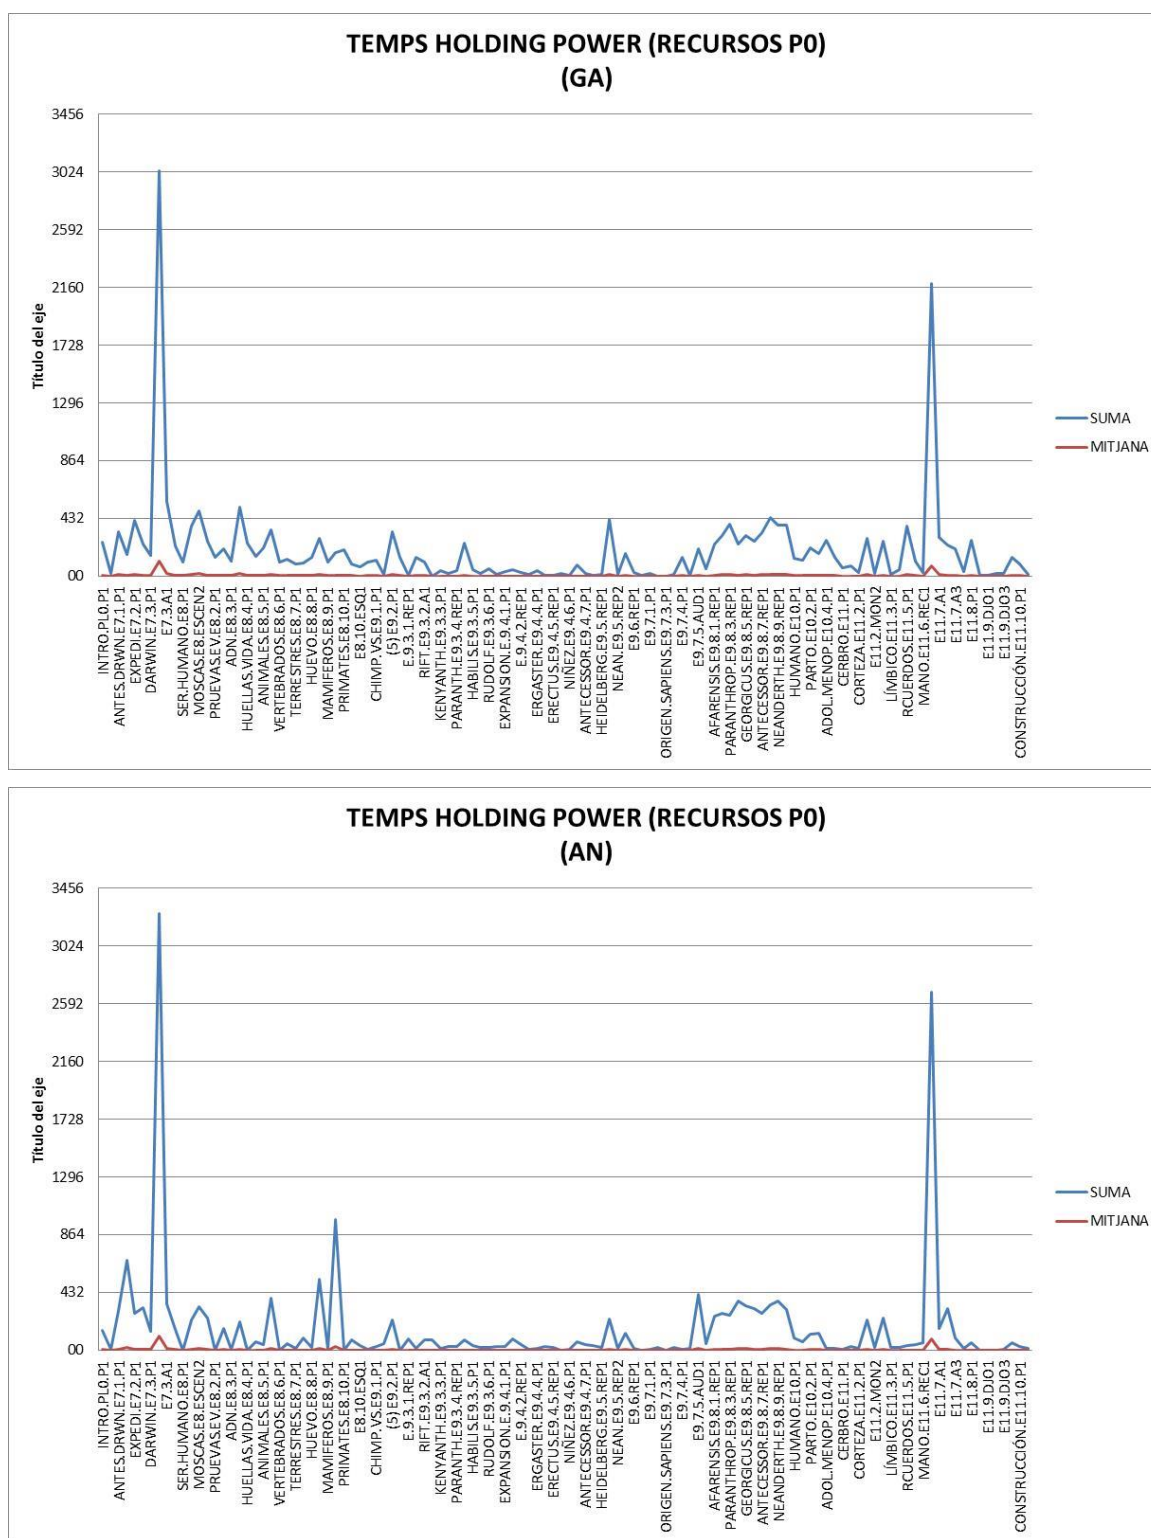 TEMPS HOLDING POWER (RECURSOS P0)
(GA)
3456
3024
2592
2160
1728
1296
864
432
00
Título del eje
INTRO.PL0.P1
ANTES.DRWN.E7.1.P1
EXPEDI.E7.2.P1
DARWIN.E7.3.P1
E7.3.A1
SER.HUMANO.E8.P1
MOSCAS.E8.ESCEN2
PRUEVAS.EV.E8.2.P1
ADN.E8.3.P1
HUELLAS.VIDA.E8.4.P1
ANIMALES.E8.5.P1
VERTEBRADOS.E8.6.P1
TERRESTRES.E8.7.P1
HUEVO.E8.8.P1
MAMIFEROS.E8.9.P1
PRIMATES.E8.10.P1
E8.10.ESQ1
CHIMP.VS.E9.1.P1
(5) E9.2.P1
E.9.3.1.REP1
RIFT.E9.3.2.A1
KENYANTH.E9.3.3.P1
PARANTH.E9.3.4.REP1
HABILIS.E9.3.5.P1
RUDOLF.E9.3.6.P1
EXPANSION.E.9.4.1.P1
E.9.4.2.REP1
ERGASTER.E9.4.4.P1
ERECTUS.E9.4.5.REP1
NIÑEZ.E9.4.6.P1
ANTECESSOR.E9.4.7.P1
HEIDELBERG.E9.5.REP1
NEAN.E9.5.REP2
E9.6.REP1
E9.7.1.P1
ORIGEN.SAPIENS.E9.7.3.P1
E9.7.4.P1
E9.7.5.AUD1
AFARENSIS.E9.8.1.REP1
PARANTHROP.E9.8.3.REP1
GEORGICUS.E9.8.5.REP1
ANTECESSOR.E9.8.7.REP1
NEANDERTH.E9.8.9.REP1
HUMANO.E10.P1
PARTO.E10.2.P1
ADOL.MENOP.E10.4.P1
CERBRO.E11.P1
CORTEZA.E11.2.P1
E11.2.MON2
LÍMBICO.E11.3.P1
RCUERDOS.E11.5.P1
MANO.E11.6.REC1
E11.7.A1
E11.7.A3
E11.8.P1
E11.9.DJO1
E11.9.DJO3
CONSTRUCCIÓN.E11.10.P1
SUMA
MITJANA
TEMPS HOLDING POWER (RECURSOS P0)
(AN)
3456
3024
2592
2160
1728
1296
864
432
00
Título del eje
INTRO.PL0.P1
ANTES.DRWN.E7.1.P1
EXPEDI.E7.2.P1
DARWIN.E7.3.P1
E7.3.A1
SER.HUMANO.E8.P1
MOSCAS.E8.ESCEN2
PRUEVAS.EV.E8.2.P1
ADN.E8.3.P1
HUELLAS.VIDA.E8.4.P1
ANIMALES.E8.5.P1
VERTEBRADOS.E8.6.P1
TERRESTRES.E8.7.P1
HUEVO.E8.8.P1
MAMIFEROS.E8.9.P1
PRIMATES.E8.10.P1
E8.10.ESQ1
CHIMP.VS.E9.1.P1
(5) E9.2.P1
E.9.3.1.REP1
RIFT.E9.3.2.A1
KENYANTH.E9.3.3.P1
PARANTH.E9.3.4.REP1
HABILIS.E9.3.5.P1
RUDOLF.E9.3.6.P1
EXPANSION.E.9.4.1.P1
E.9.4.2.REP1
ERGASTER.E9.4.4.P1
ERECTUS.E9.4.5.REP1
NIÑEZ.E9.4.6.P1
ANTECESSOR.E9.4.7.P1
HEIDELBERG.E9.5.REP1
NEAN.E9.5.REP2
E9.6.REP1
E9.7.1.P1
ORIGEN.SAPIENS.E9.7.3.P1
E9.7.4.P1
E9.7.5.AUD1
AFARENSIS.E9.8.1.REP1
PARANTHROP.E9.8.3.REP1
GEORGICUS.E9.8.5.REP1
ANTECESSOR.E9.8.7.REP1
NEANDERTH.E9.8.9.REP1
HUMANO.E10.P1
PARTO.E10.2.P1
ADOL.MENOP.E10.4.P1
CERBRO.E11.P1
CORTEZA.E11.2.P1
E11.2.MON2
LÍMBICO.E11.3.P1
RCUERDOS.E11.5.P1
MANO.E11.6.REC1
E11.7.A1
E11.7.A3
E11.8.P1
E11.9.DJO1
E11.9.DJO3
CONSTRUCCIÓN.E11.10.P1
SUMA
MITJANA